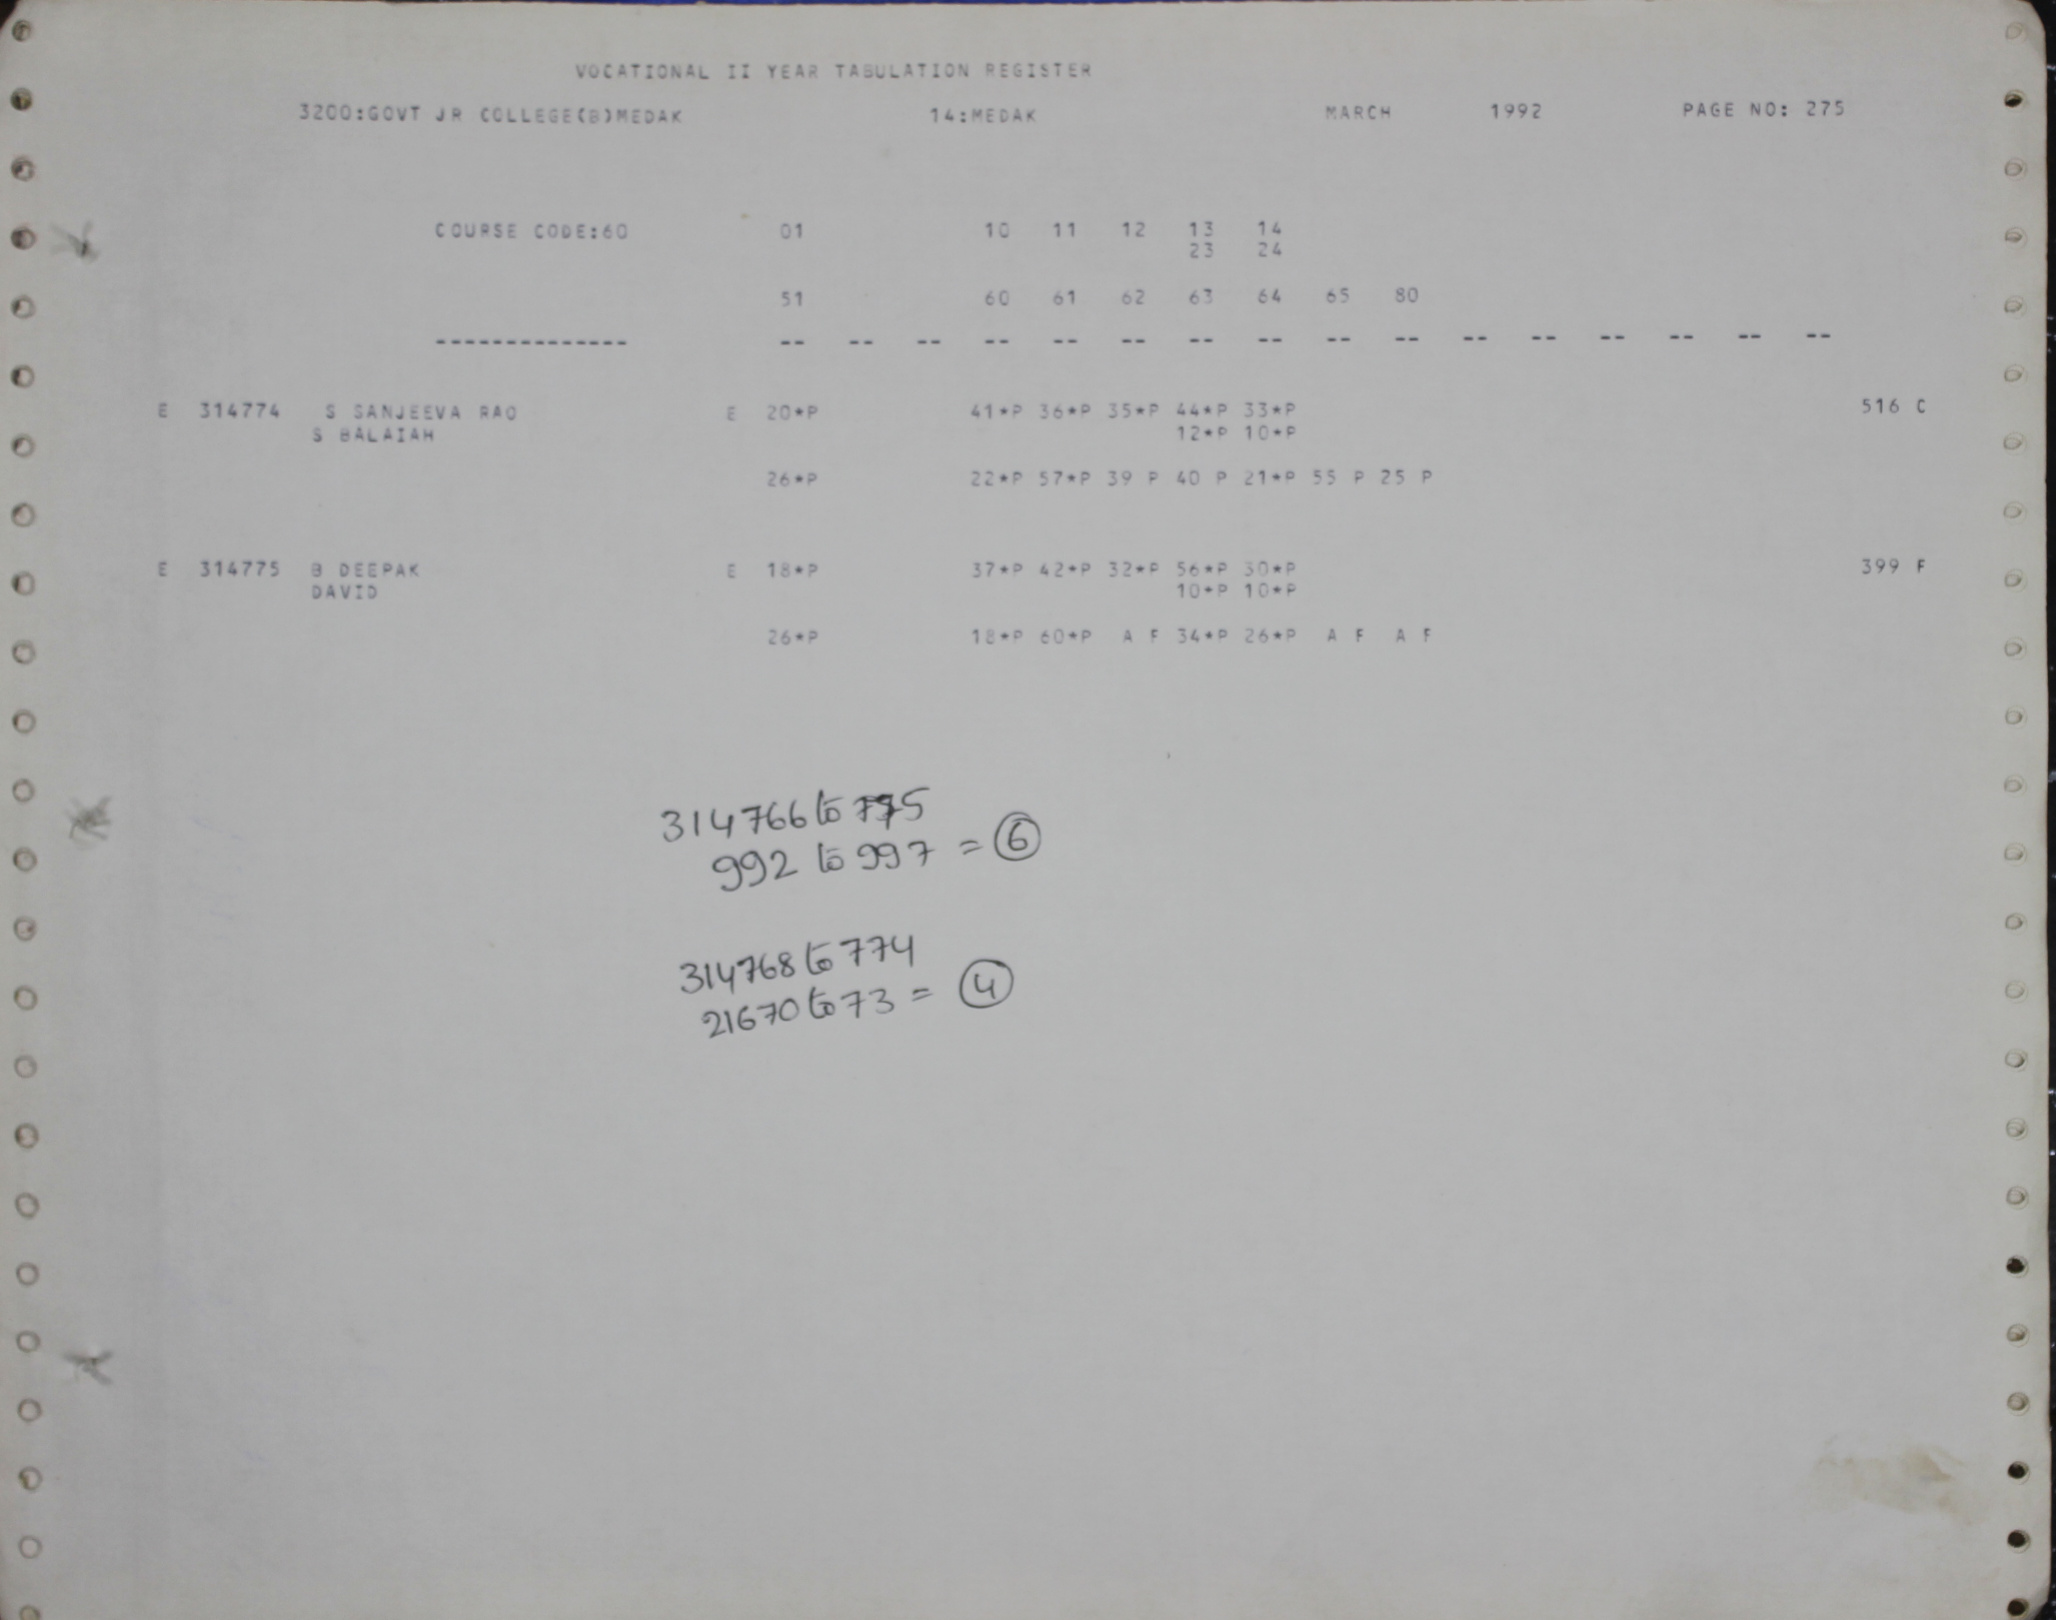 VOCATIONAL II YEAR TABULATION REGISTER
3200:GOVT JR COLLEGE(B)MEDAK 14:MEDAK MARCH 1992 PAGE NO: 275
COURSE CODE:60 01 10 11 12 13 14
23 24
51 60 61 62 63 64 65 80
-------------- -- -- -- -- -- -- -- -- -- -- -- -- -- -- -- --
E 314774 S SANJEEVA RAO E 20*P 41*P 36*P 35*P 44*P 33*P 516 C
S BALAIAH 12*P 10*P
26*P 22*P 57*P 39 P 40 P 21*P 55 P 25 P
E 314775 B DEEPAK E 18*P 37*P 42*P 32*P 56*P 30*P 399 F
DAVID 10*P 10*P
26*P 18*P 60*P A F 34*P 26*P A F A F
314766 to 775
992 to 997 = 6
314768 to 774
21670 to 73 = 4